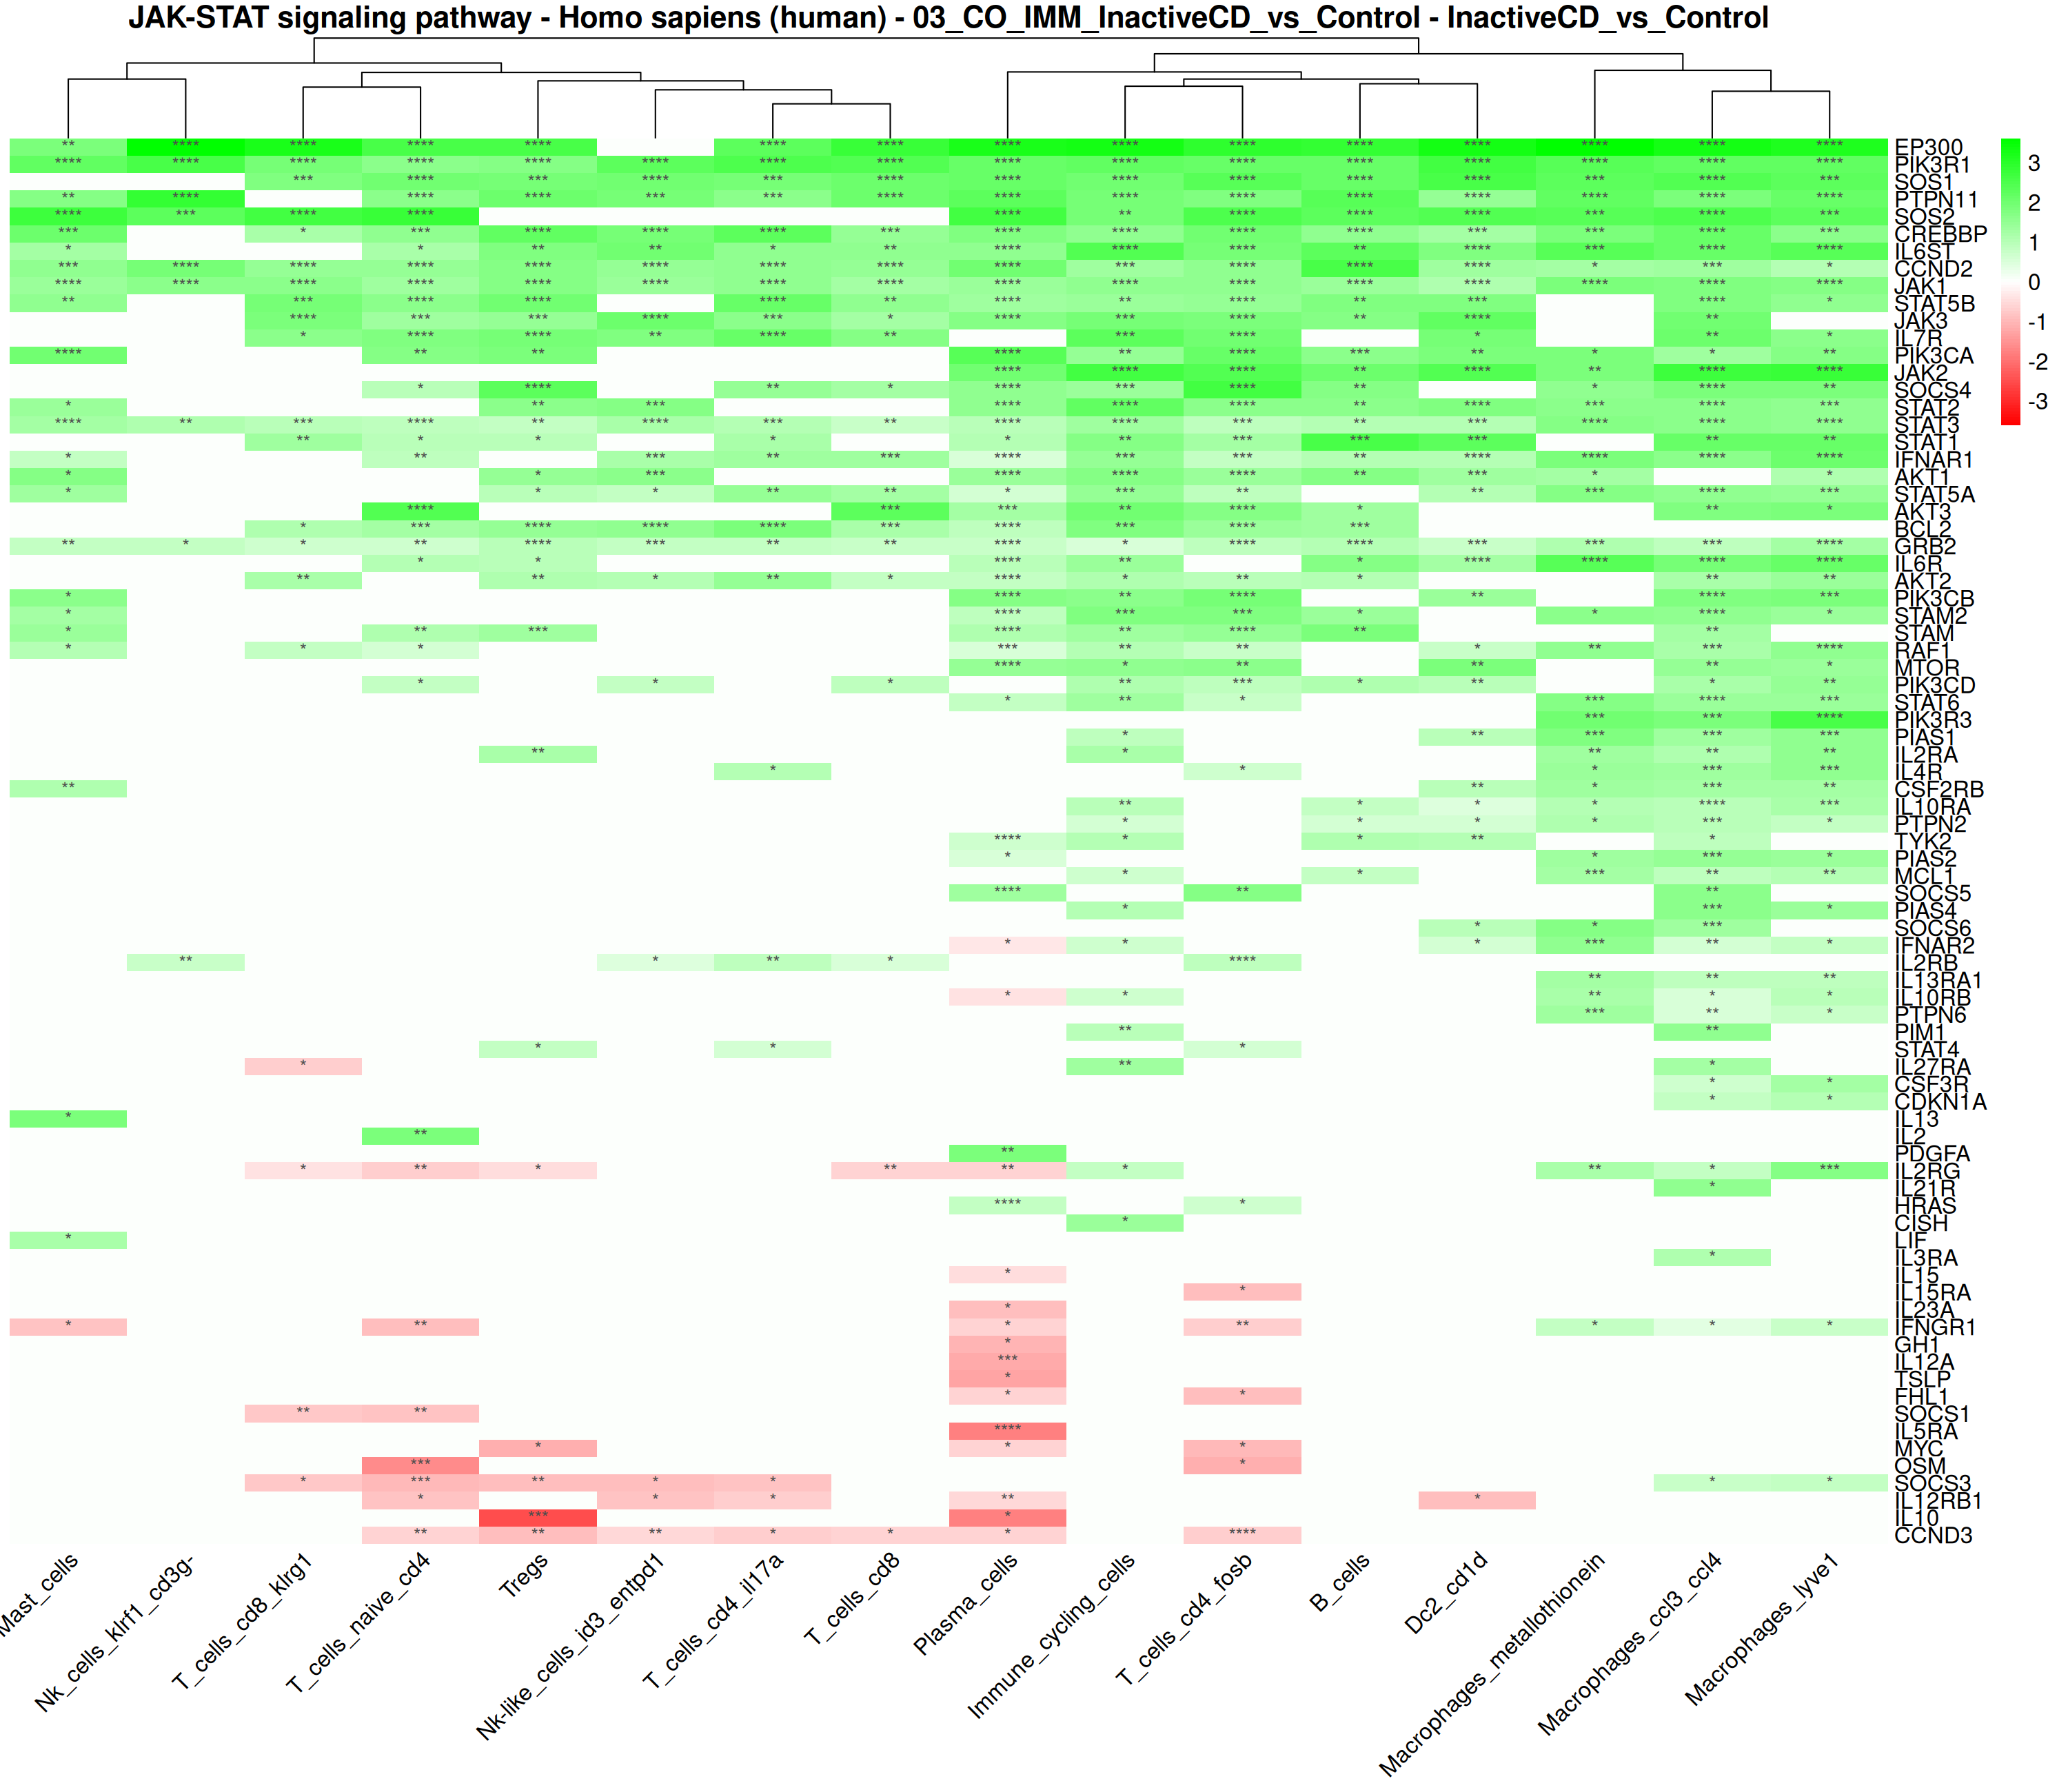 JAK-STAT signaling pathway - Homo sapiens (human) - 03_CO_IMM_InactiveCD_vs_Control - InactiveCD_vs_Control
EP300
PIK3R1
SOS1
PTPN11
SOS2
CREBBP
IL6ST
CCND2
JAK1
STAT5B
JAK3
IL7R
PIK3CA
JAK2
SOCS4
STAT2
STAT3
STAT1
IFNAR1
AKT1
STAT5A
AKT3
BCL2
GRB2
IL6R
AKT2
PIK3CB
STAM2
STAM
RAF1
MTOR
PIK3CD
STAT6
PIK3R3
PIAS1
IL2RA
IL4R
CSF2RB
IL10RA
PTPN2
TYK2
PIAS2
MCL1
SOCS5
PIAS4
SOCS6
IFNAR2
IL2RB
IL13RA1
IL10RB
PTPN6
PIM1
STAT4
IL27RA
CSF3R
CDKN1A
IL13
IL2
PDGFA
IL2RG
IL21R
HRAS
CISH
LIF
IL3RA
IL15
IL15RA
IL23A
IFNGR1
GH1
IL12A
TSLP
FHL1
SOCS1
IL5RA
MYC
OSM
SOCS3
IL12RB1
IL10
CCND3
3
2
1
0
-1
-2
-3
Mast_cells
Nk_cells_klrf1_cd3g-
T_cells_cd8_klrg1
T_cells_naive_cd4
Tregs
Nk-like_cells_id3_entpd1
T_cells_cd4_il17a
T_cells_cd8
Plasma_cells
Immune_cycling_cells
T_cells_cd4_fosb
B_cells
Dc2_cd1d
Macrophages_metallothionein
Macrophages_ccl3_ccl4
Macrophages_lyve1